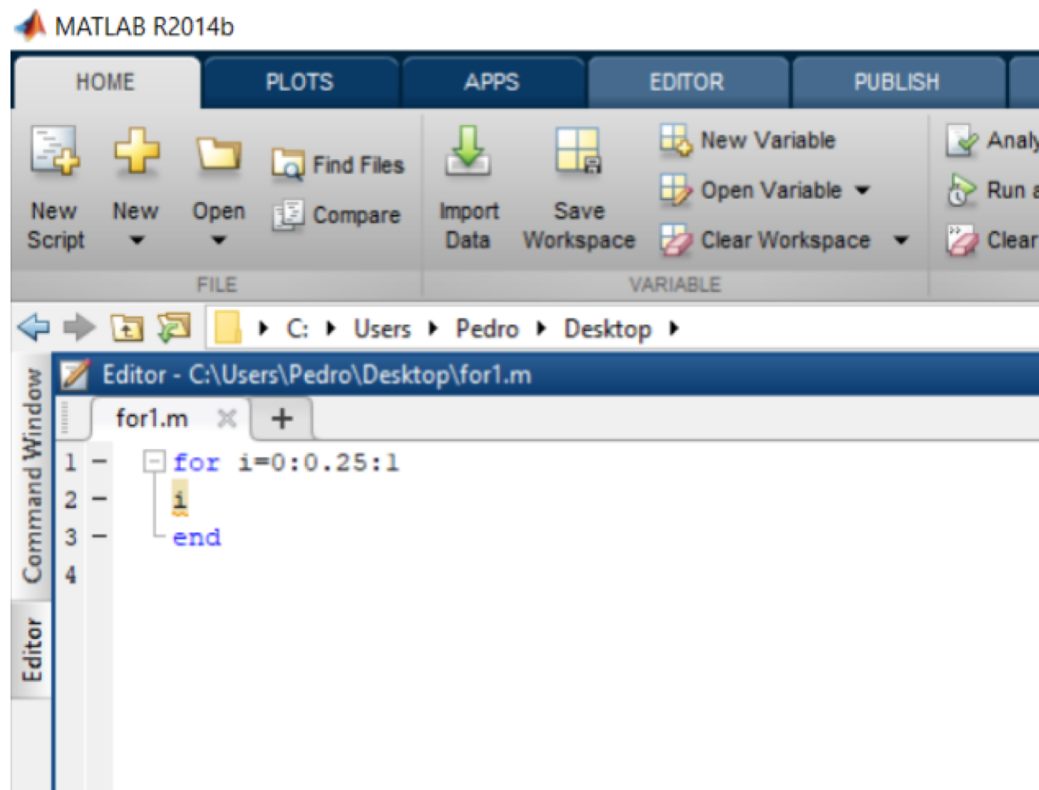 MATLAB R2014b
HOME PLOTS APPS EDITOR PUBLISH
New Script
New
Open
Find Files
Compare
Import Data
Save Workspace
New Variable
Open Variable
Clear Workspace
Run
Clear
FILE VARIABLE
C: Users Pedro Desktop
Command Window
Editor
Editor - C:\Users\Pedro\Desktop\for1.m
for1.m +
1 - for i=0:0.25:1
2 - i
3 - end
4